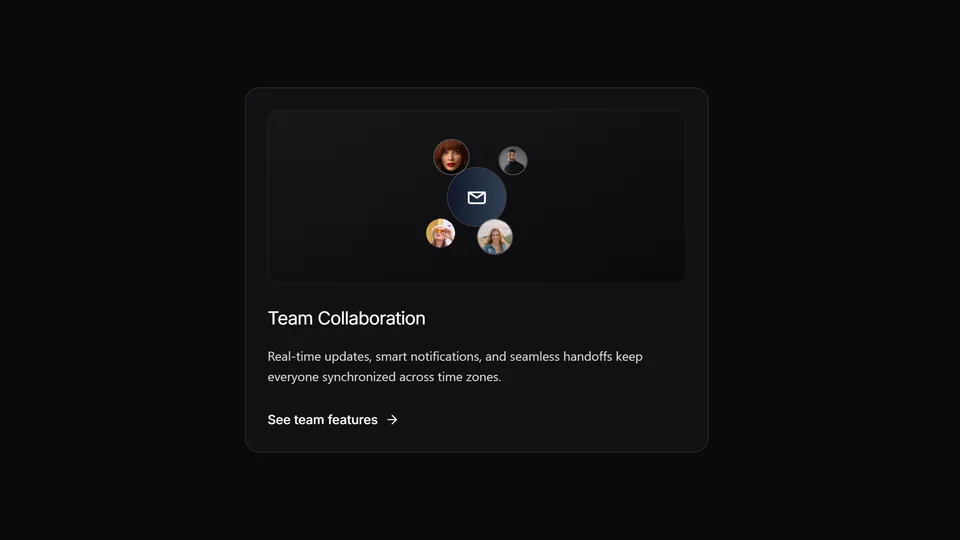 Team Collaboration
Real-time updates, smart notifications, and seamless handoffs keep
everyone synchronized across time zones.
See team features